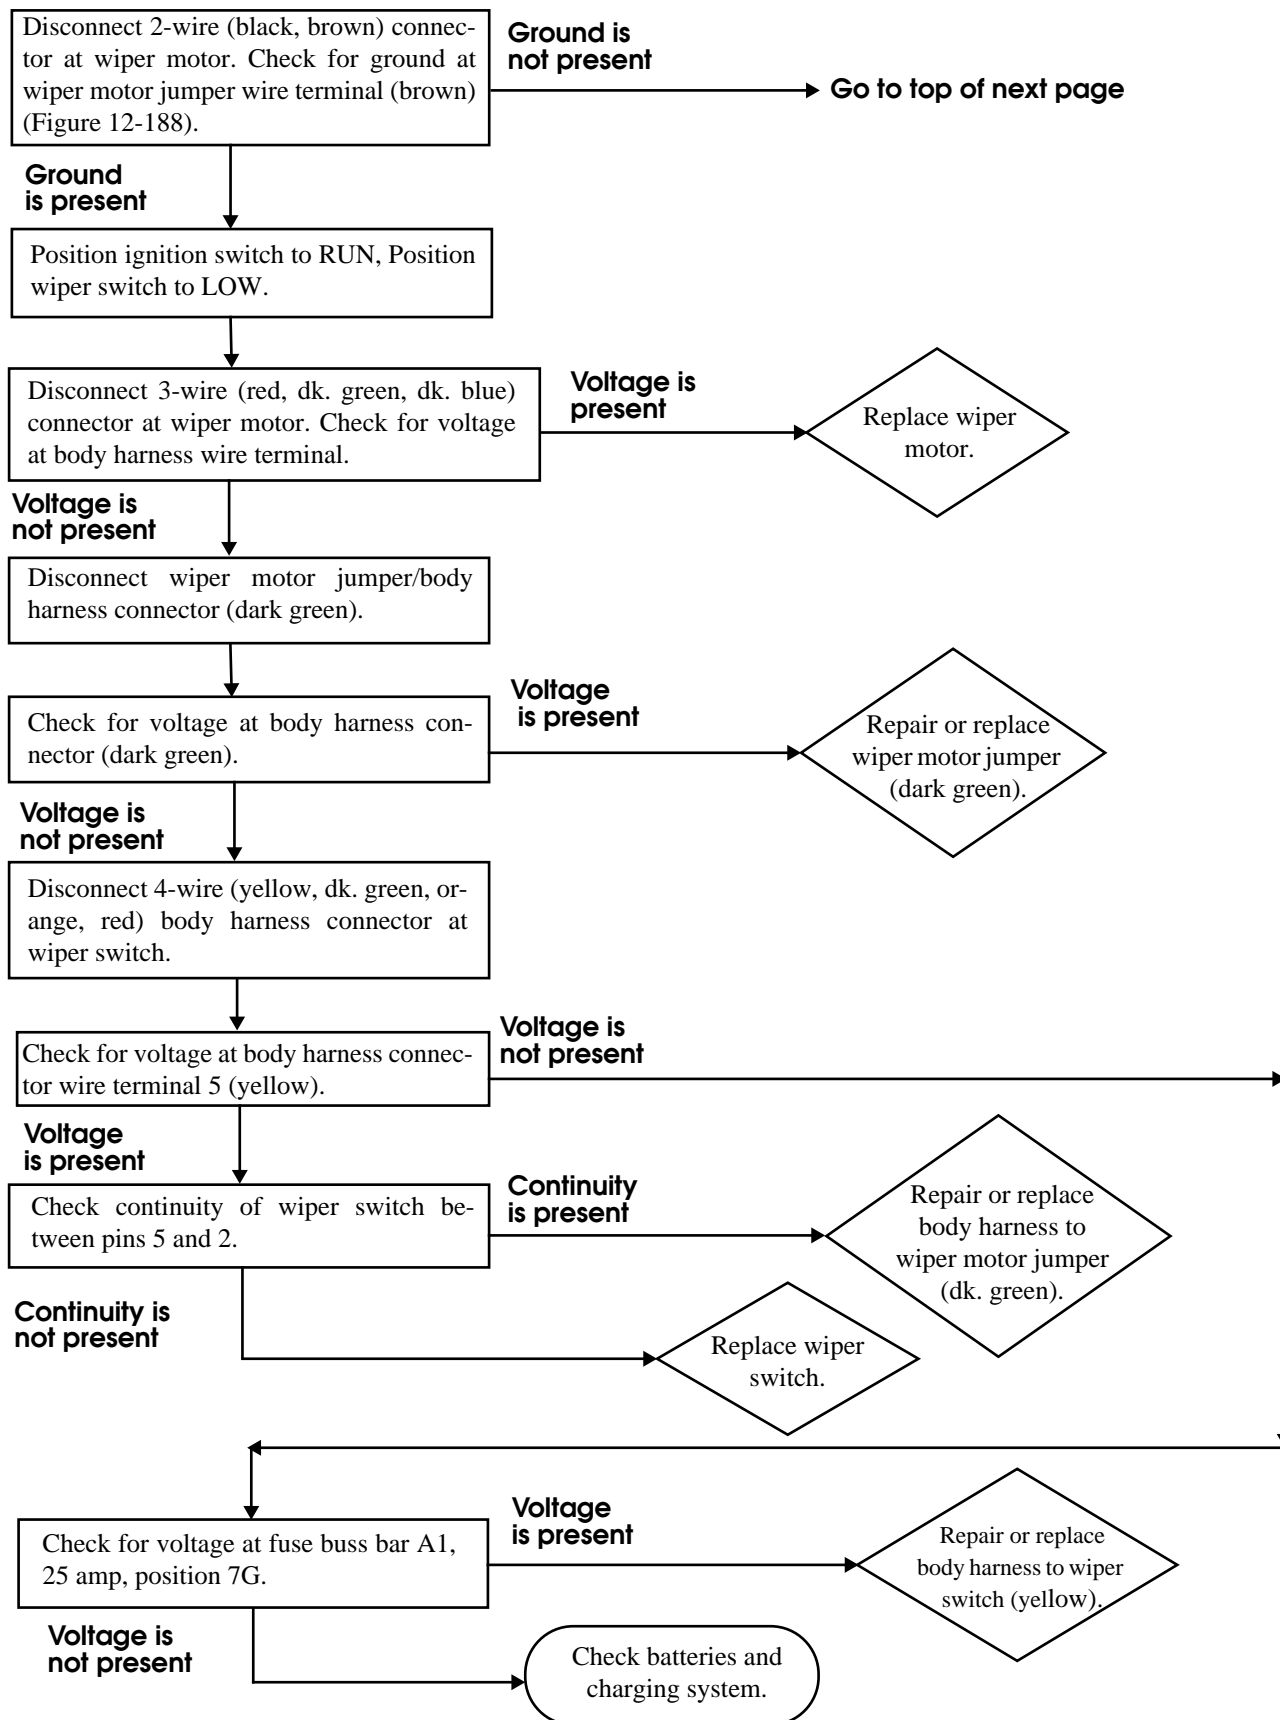 Disconnect 2-wire (black, brown) connec-
tor at wiper motor. Check for ground at
wiper motor jumper wire terminal (brown)
(Figure 12-188).
Ground is
not present
Go to top of next page
Ground
is present
Position ignition switch to RUN, Position
wiper switch to LOW.
Disconnect 3-wire (red, dk. green, dk. blue)
connector at wiper motor. Check for voltage
at body harness wire terminal.
Voltage is
present
Replace wiper
motor.
Voltage is
not present
Disconnect wiper motor jumper/body
harness connector (dark green).
Check for voltage at body harness con-
nector (dark green).
Voltage
is present
Repair or replace
wiper motor jumper
(dark green).
Voltage is
not present
Disconnect 4-wire (yellow, dk. green, or-
ange, red) body harness connector at
wiper switch.
Check for voltage at body harness connec-
tor wire terminal 5 (yellow).
Voltage is
not present
Voltage
is present
Check continuity of wiper switch be-
tween pins 5 and 2.
Continuity
is present
Repair or replace
body harness to
wiper motor jumper
(dk. green).
Continuity is
not present
Replace wiper
switch.
Check for voltage at fuse buss bar A1,
25 amp, position 7G.
Voltage
is present
Repair or replace
body harness to wiper
switch (yellow).
Voltage is
not present
Check batteries and
charging system.